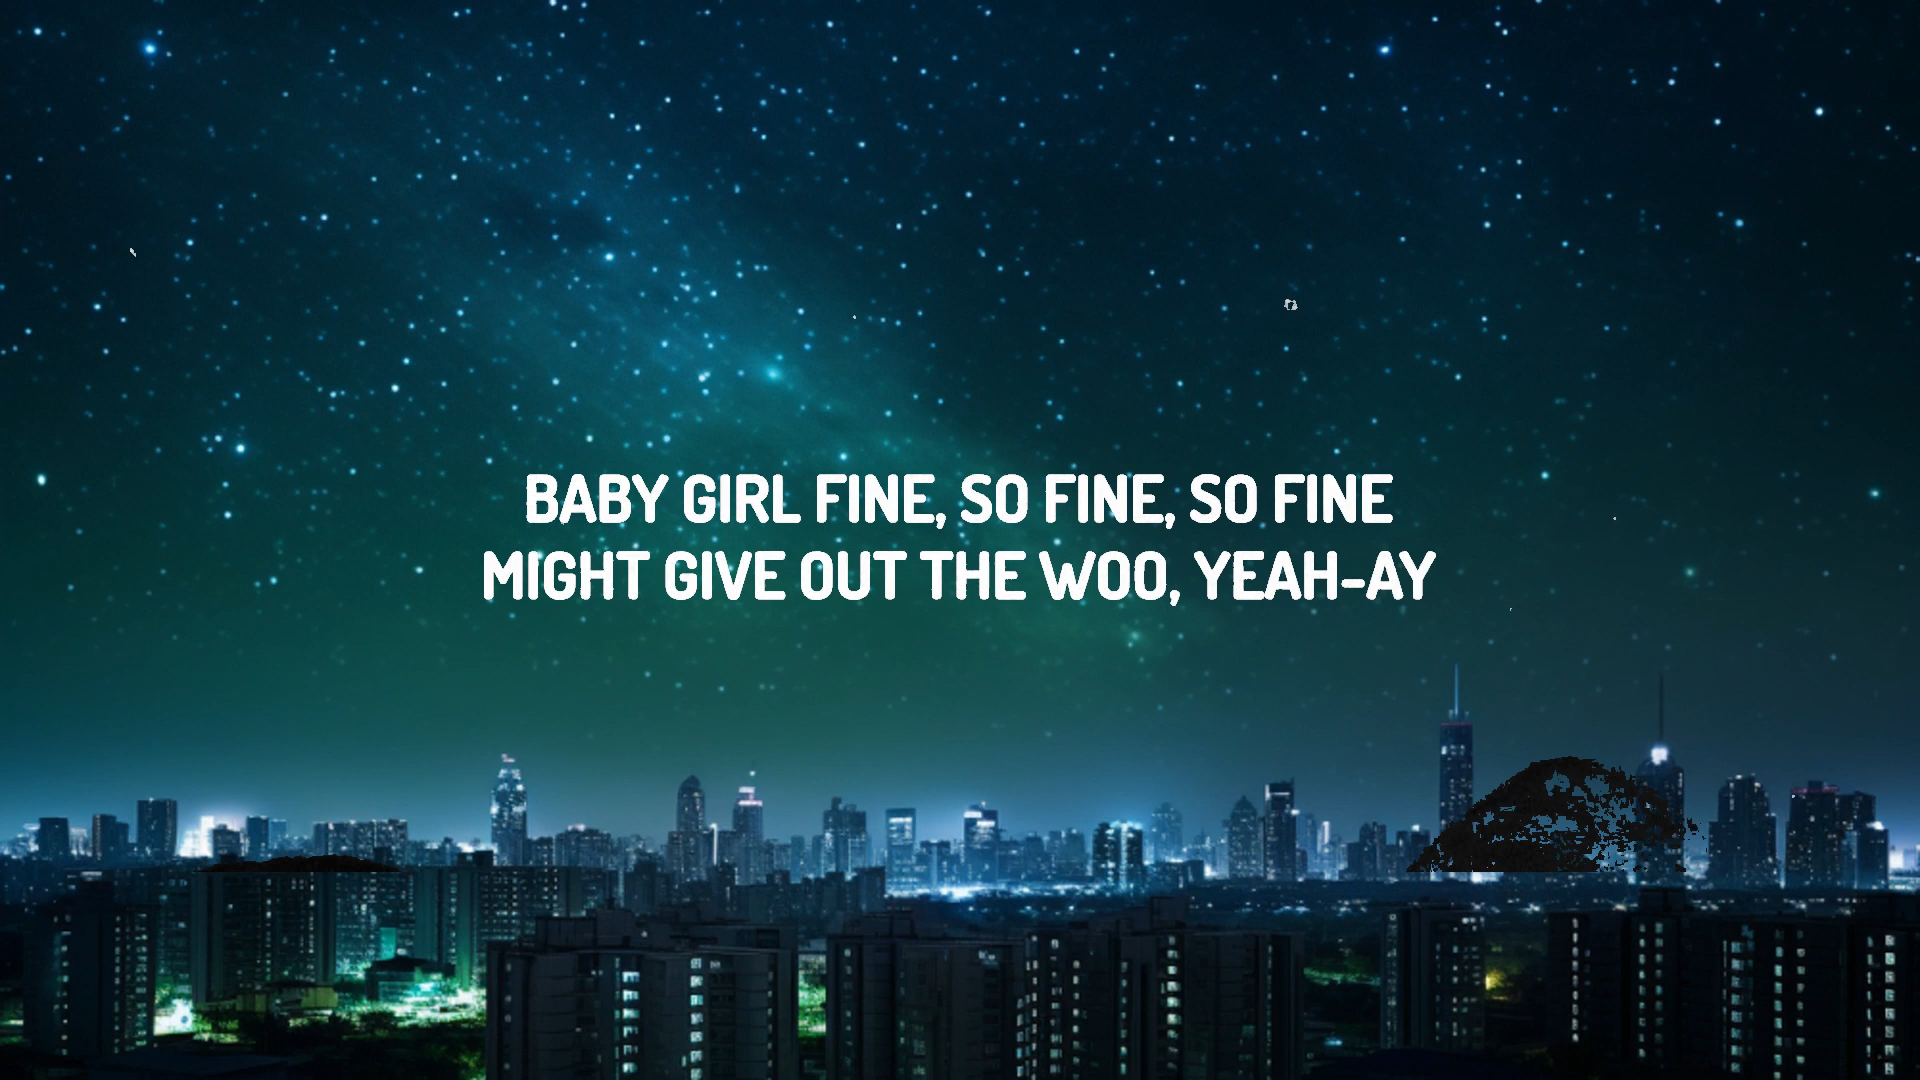 BABY GIRL FINE, SO FINE, SO FINE
MIGHT GIVE OUT THE WOO, YEAH-AY